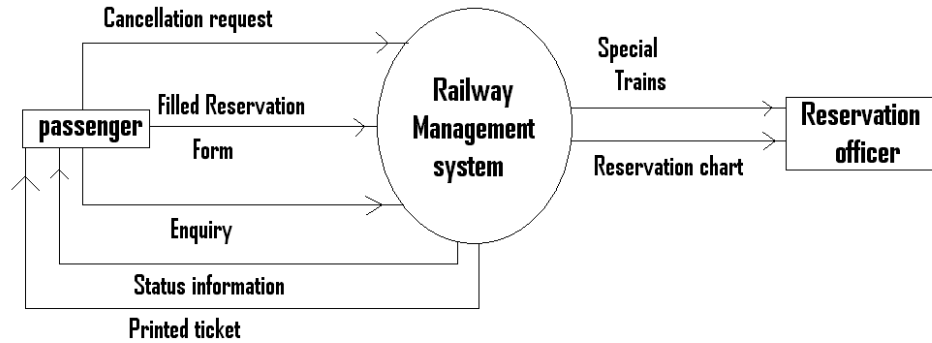 Cancellation request
Special
Trains
Filled Reservation
Form
passenger
Railway
Management
system
Reservation
officer
Reservation chart
Enquiry
Status information
Printed ticket